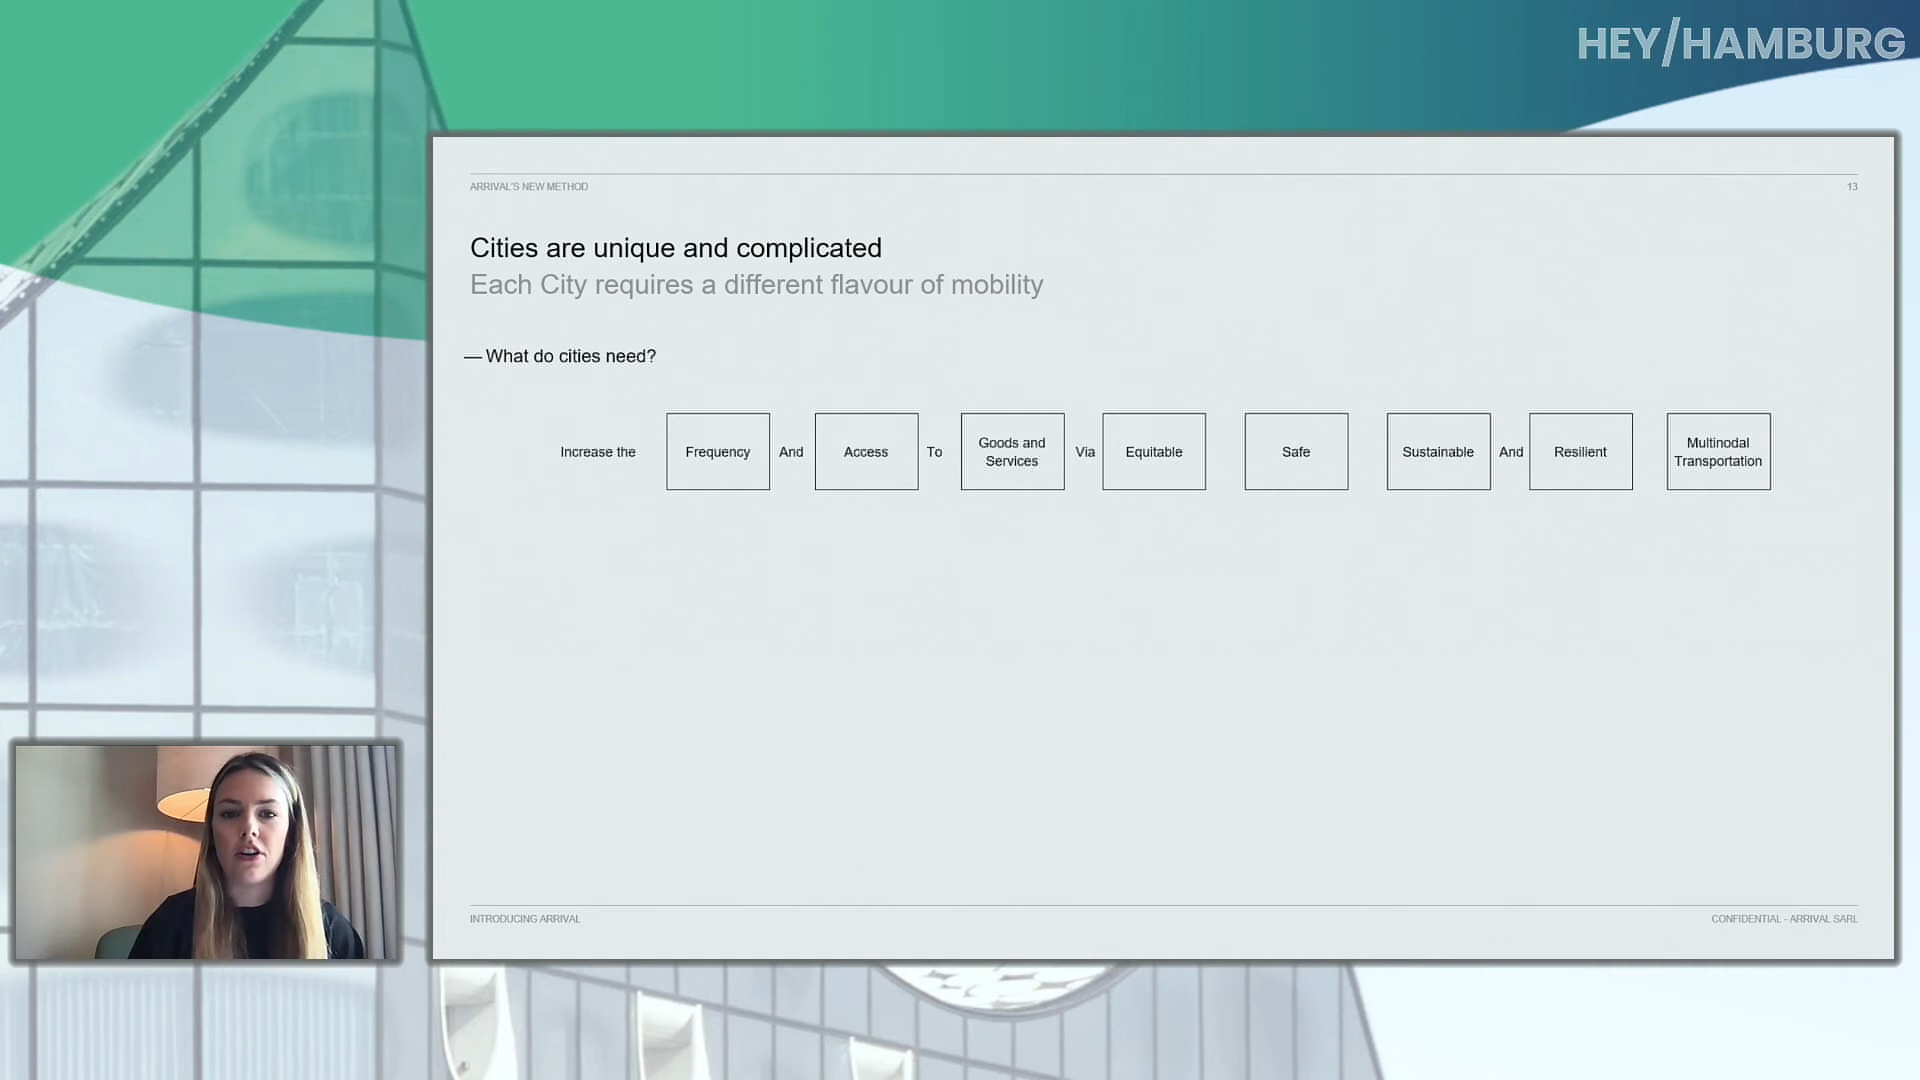 HEY/HAMBURG
ARRIVAL'S NEW METHOD
13
Cities are unique and complicated
Each City requires a different flavour of mobility
— What do cities need?
Increase the Frequency And Access To Goods and Services Via Equitable Safe Sustainable And Resilient Multinodal Transportation
INTRODUCING ARRIVAL
CONFIDENTIAL - ARRIVAL SARL